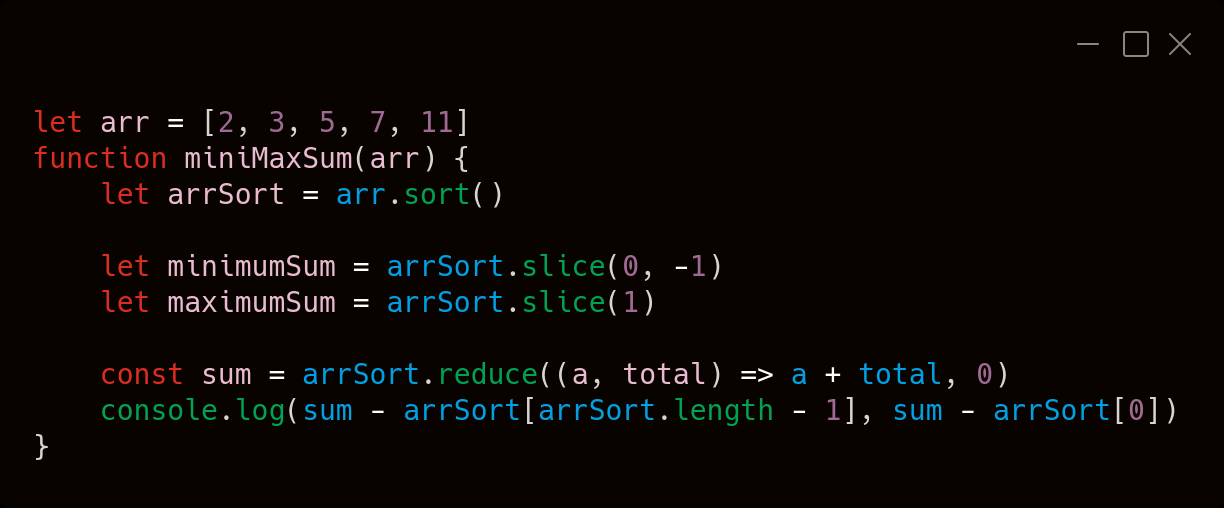 let arr = [2, 3, 5, 7, 11]
function miniMaxSum(arr) {
    let arrSort = arr.sort()

    let minimumSum = arrSort.slice(0, -1)
    let maximumSum = arrSort.slice(1)

    const sum = arrSort.reduce((a, total) => a + total, 0)
    console.log(sum - arrSort[arrSort.length - 1], sum - arrSort[0])
}